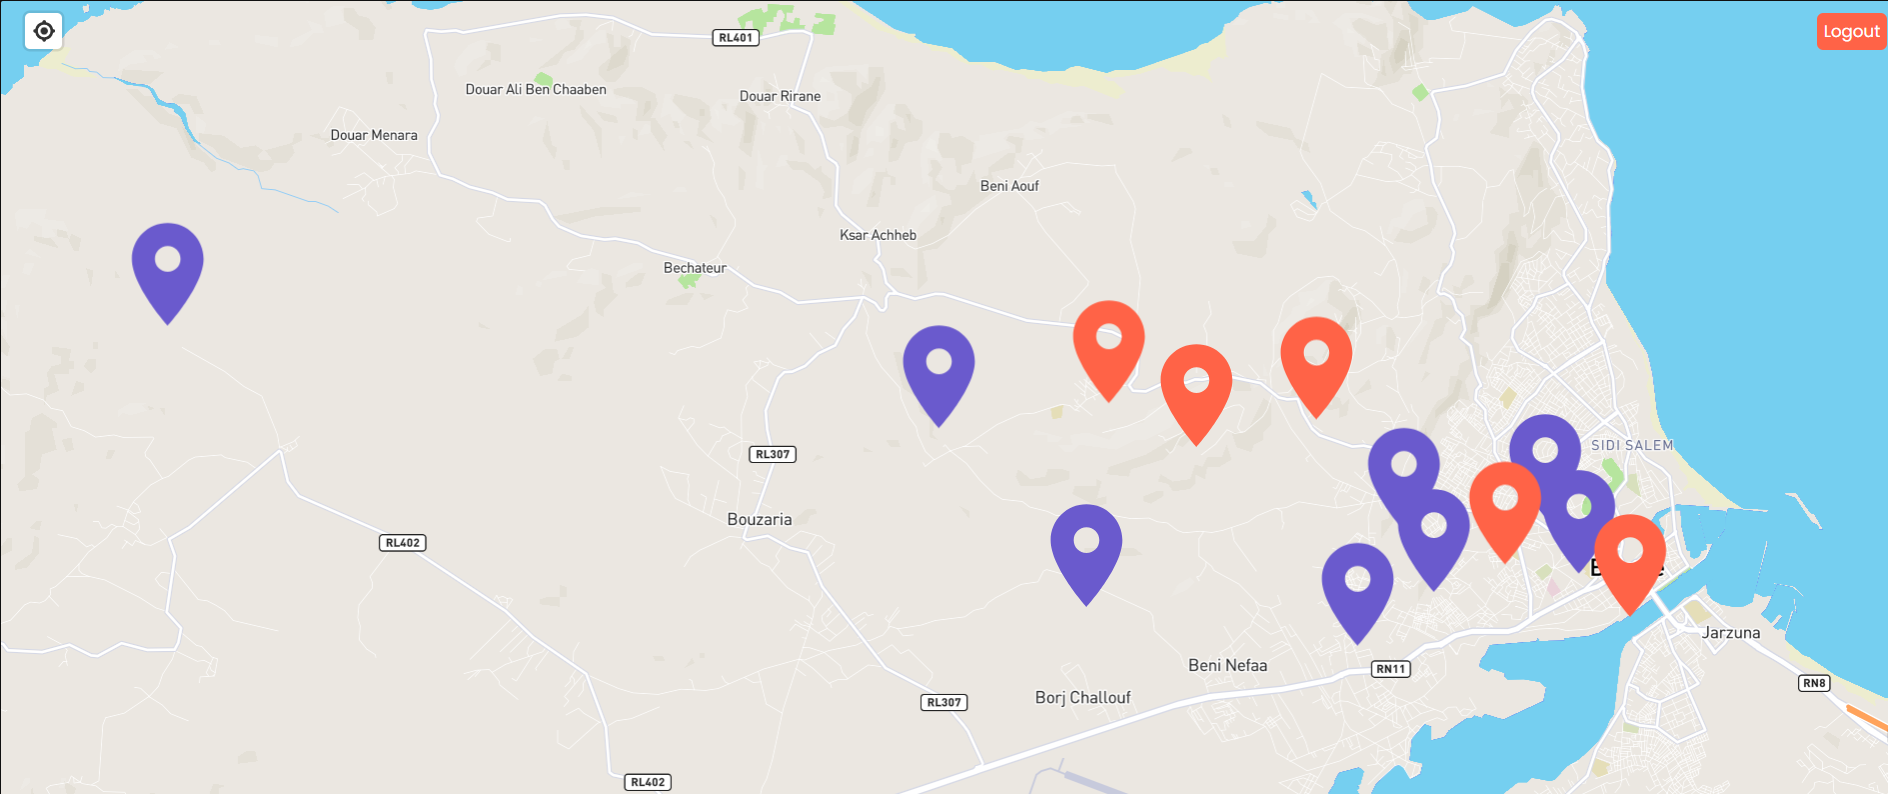 Logout
RL401
Douar Ali Ben Chaaben
Douar Rirane
Douar Menara
Beni Aouf
Ksar Achheb
Bechateur
SIDI SALEM
RL307
Bouzaria
RL402
Jarzuna
Beni Nefaa
RN11
RN8
Borj Challouf
RL307
RL402